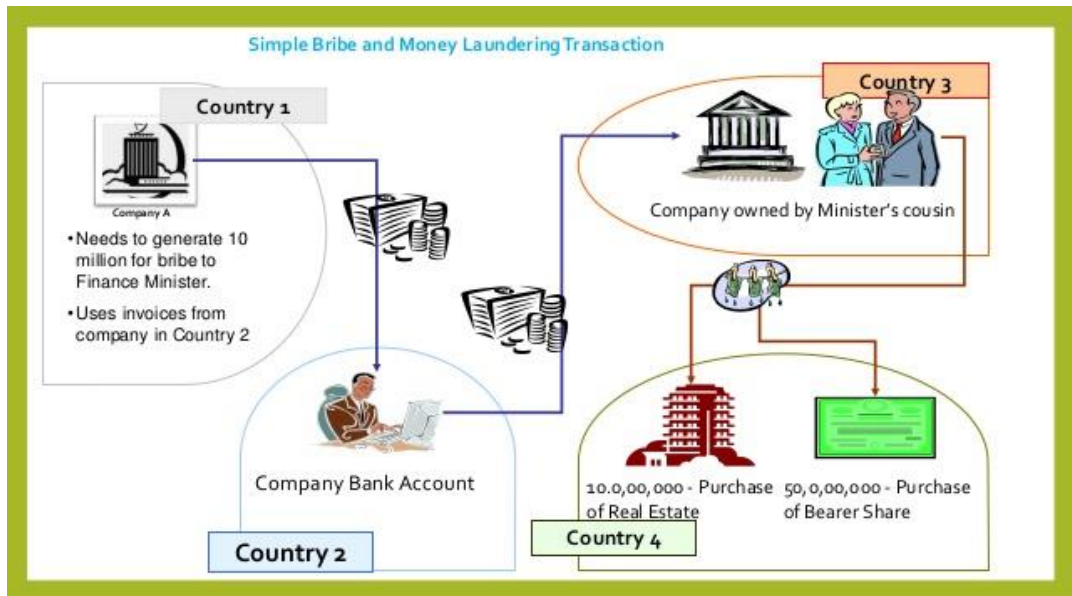 Simple Bribe and Money Laundering Transaction
Country 1
Company A
•Needs to generate 10
million for bribe to
Finance Minister.
•Uses invoices from
company in Country 2
Company Bank Account
Country 2
Country 3
Company owned by Minister's cousin
10.0,00,000 - Purchase
of Real Estate
50,0,00,000 - Purchase
of Bearer Share
Country 4